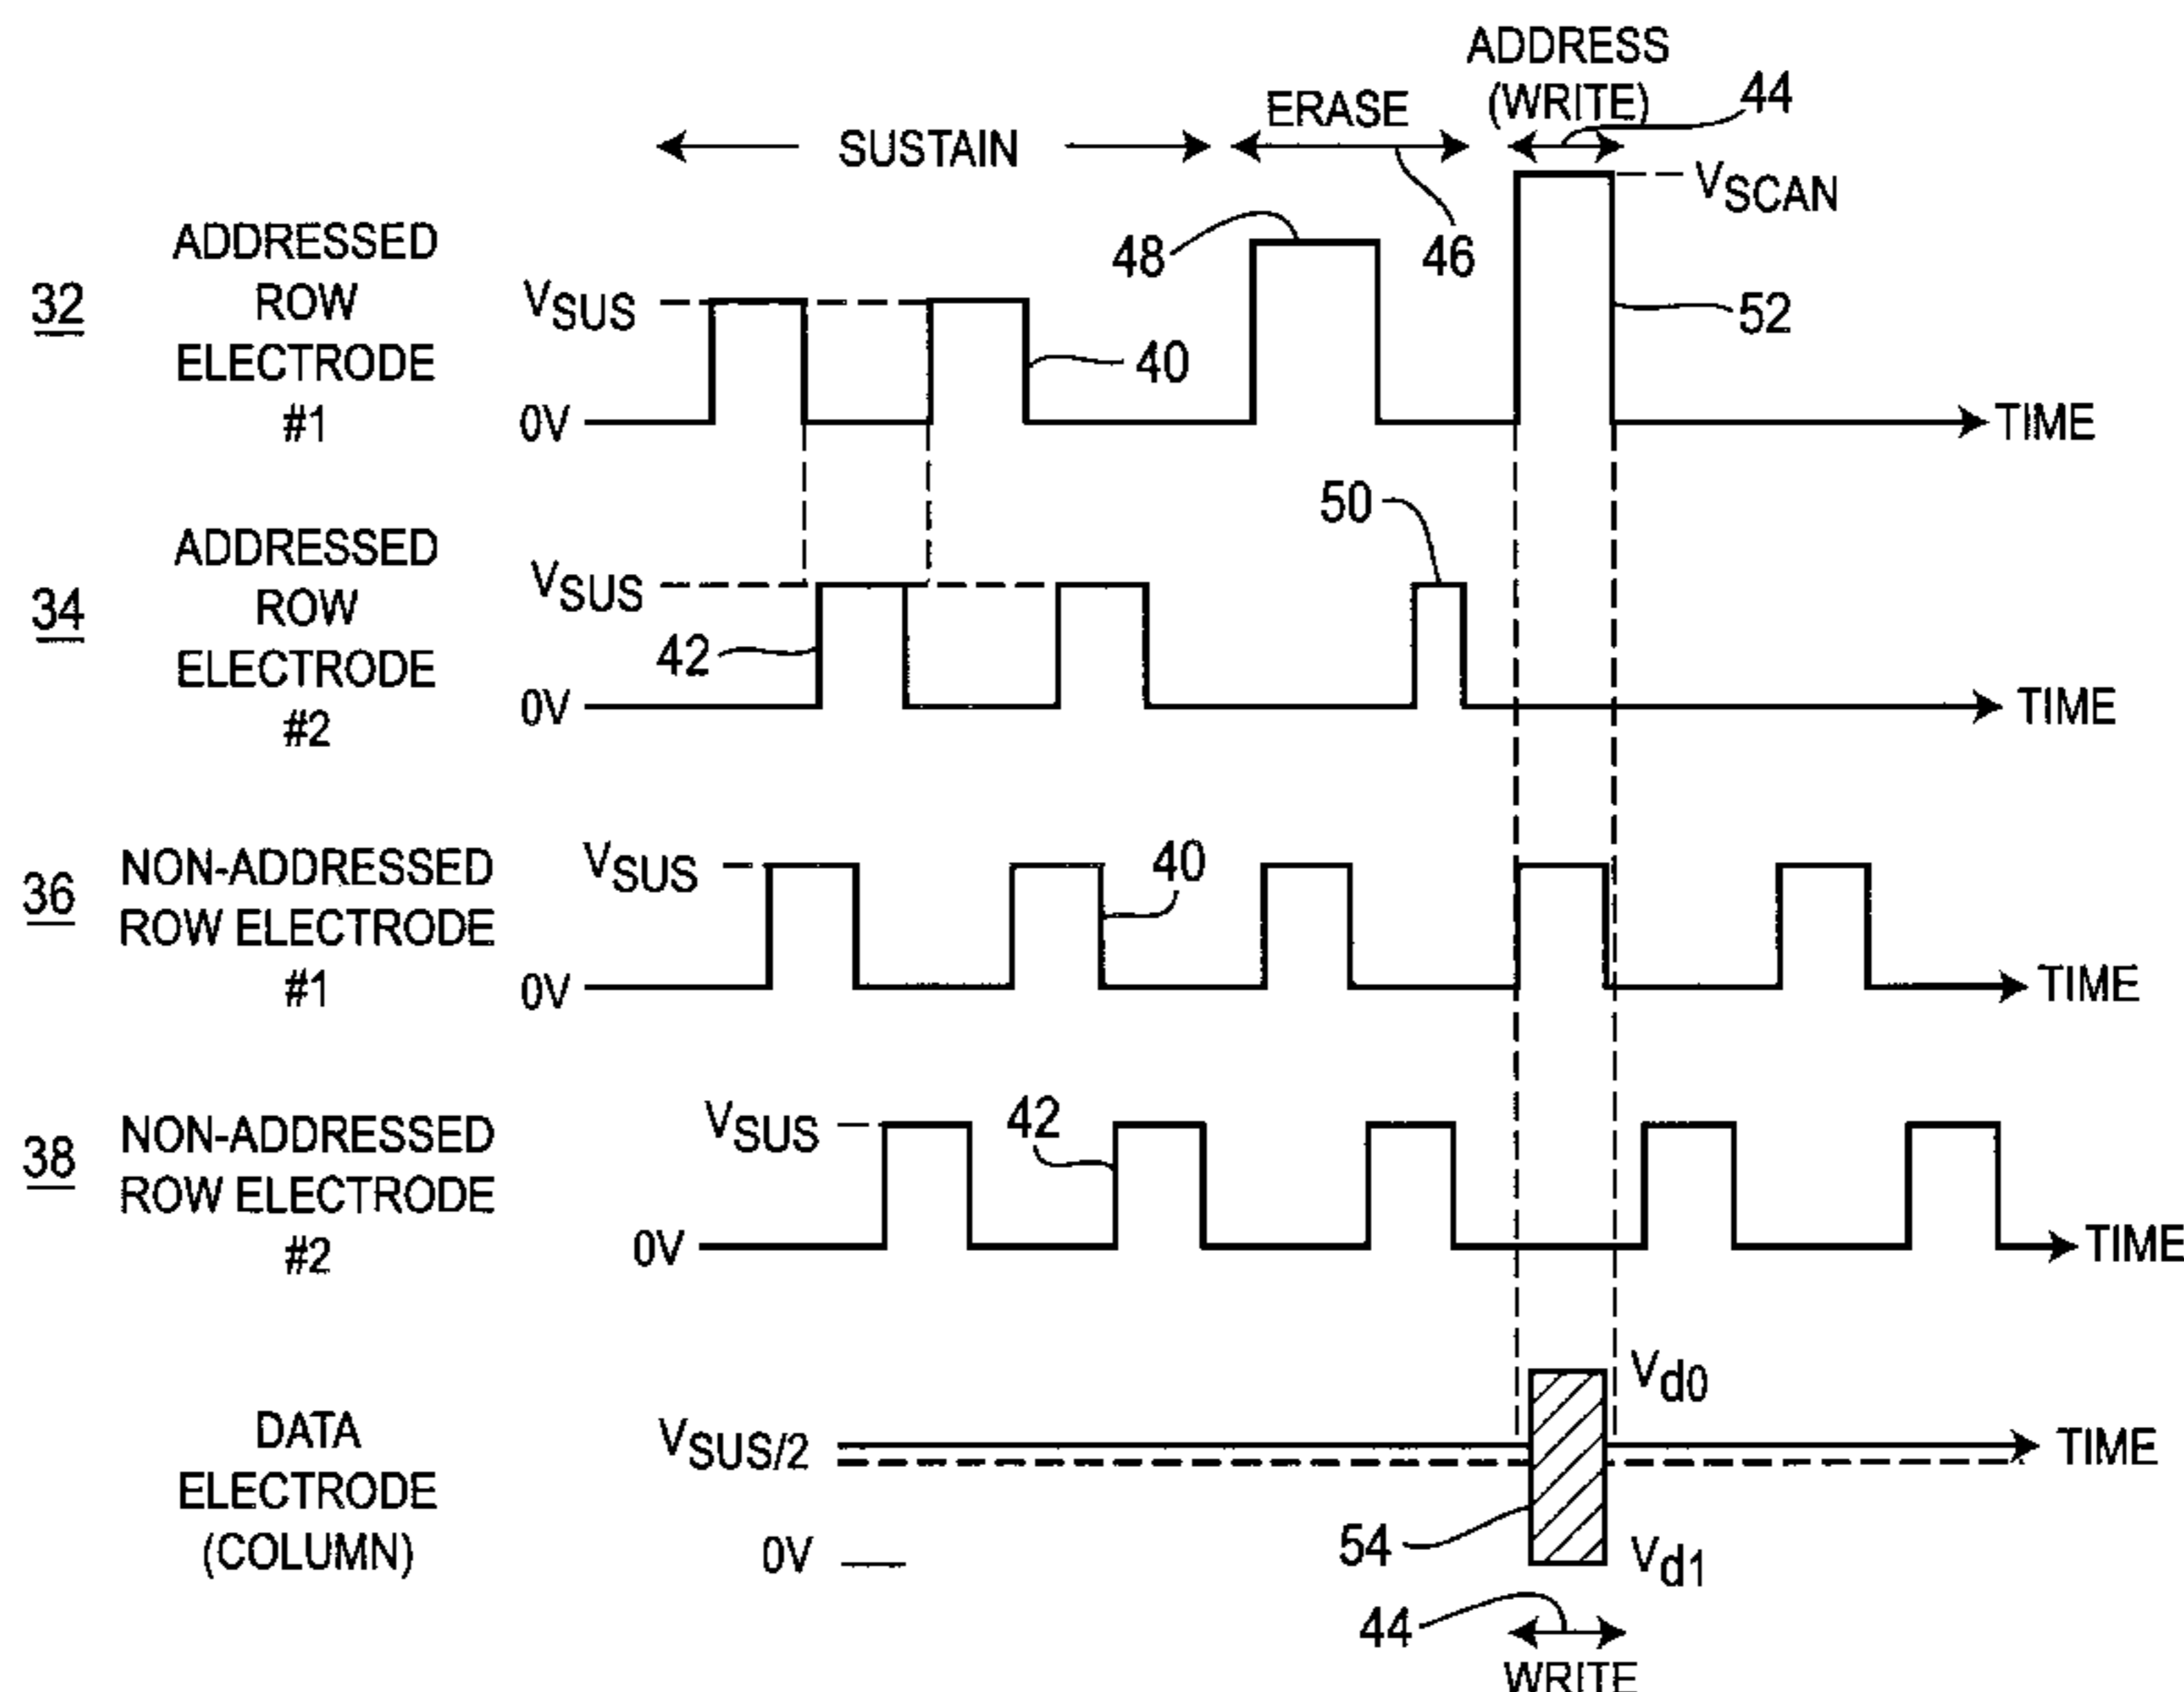 ADDRESS
(WRITE) 44
ERASE
SUSTAIN
VSCAN
48 46
32 ADDRESSED
ROW
ELECTRODE
#1
VSUS
40
52
0V TIME
50
34 ADDRESSED
ROW
ELECTRODE
#2
VSUS
42
0V TIME
36 NON-ADDRESSED
ROW ELECTRODE
#1
VSUS
40
0V TIME
38 NON-ADDRESSED
ROW ELECTRODE
#2
VSUS
42
0V TIME
Vd0
DATA
ELECTRODE
(COLUMN)
VSUS/2 TIME
0V 54 Vd1
44
WRITE